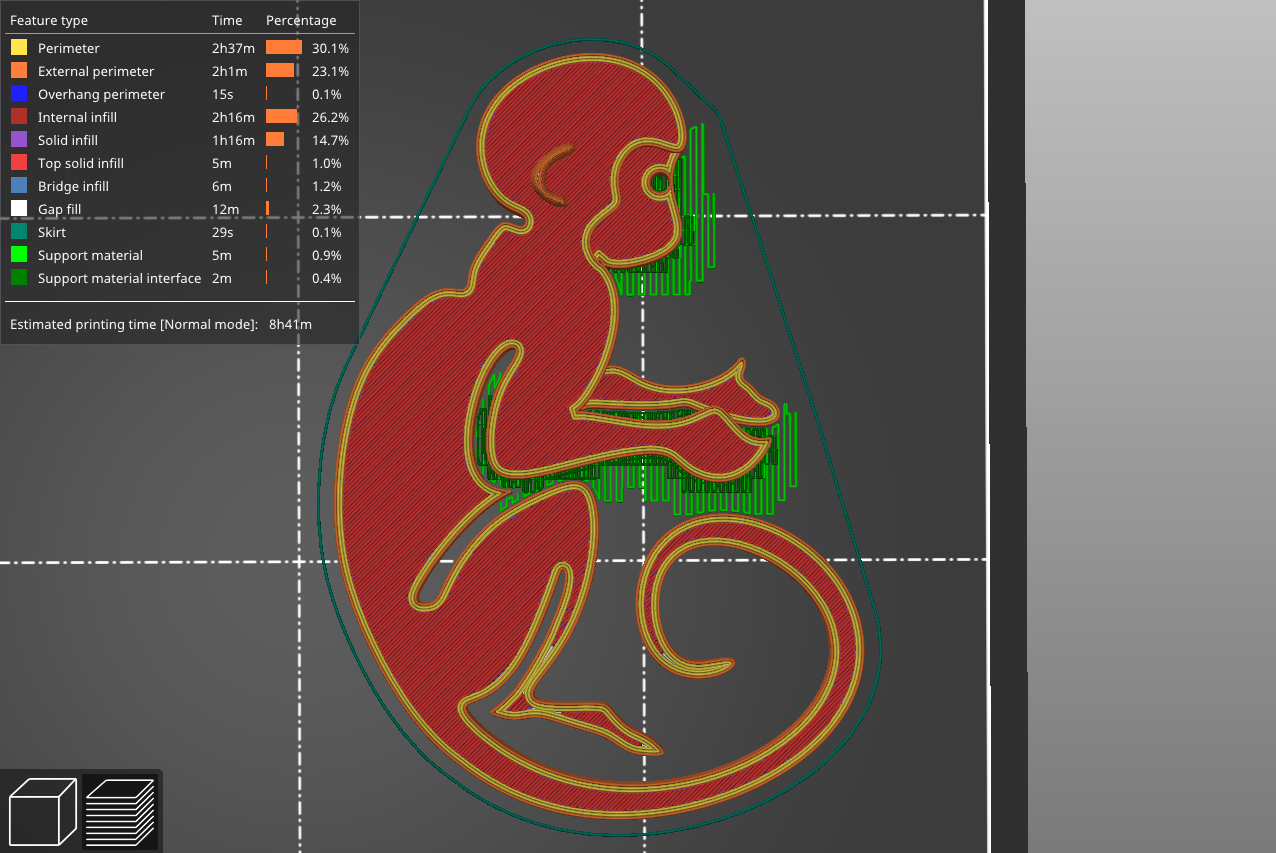 Feature type Time Percentage
Perimeter 2h37m 30.1%
External perimeter 2h1m 23.1%
Overhang perimeter 15s 0.1%
Internal infill 2h16m 26.2%
Solid infill 1h16m 14.7%
Top solid infill 5m 1.0%
Bridge infill 6m 1.2%
Gap fill 12m 2.3%
Skirt 29s 0.1%
Support material 5m 0.9%
Support material interface 2m 0.4%
Estimated printing time [Normal mode]: 8h41m